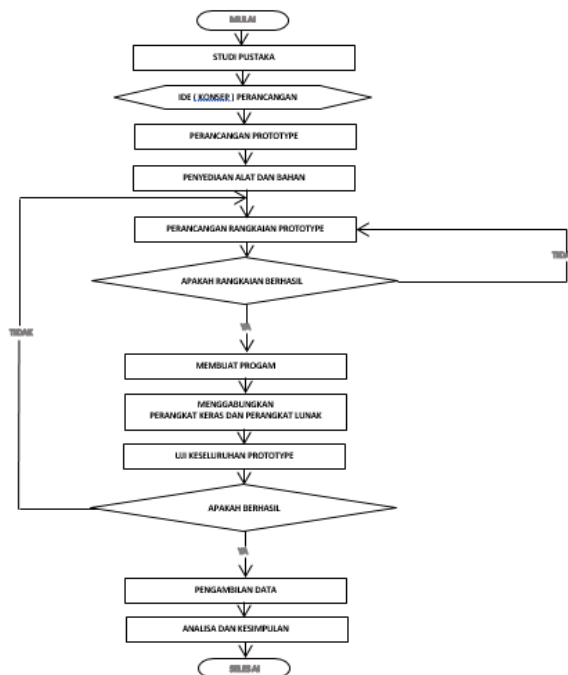 MULAI
STUDI PUSTAKA
IDE ( KONSEP ) PERANCANGAN
PERANCANGAN PROTOTYPE
PENYEDIAAN ALAT DAN BAHAN
PERANCANGAN RANGKAIAN PROTOTYPE
APAKAH RANGKAIAN BERHASIL
TIDAK
TIDAK
YA
MEMBUAT PROGAM
MENGGABUNGKAN
PERANGKAT KERAS DAN PERANGKAT LUNAK
UJI KESELURUHAN PROTOTYPE
APAKAH BERHASIL
YA
PENGAMBILAN DATA
ANALISA DAN KESIMPULAN
SELESAI